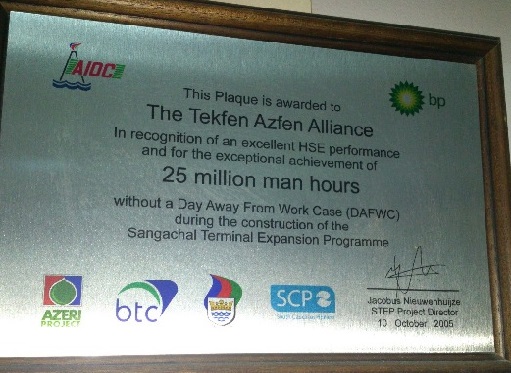 AIOC
bp
This Plaque is awarded to
The Tekfen Azfen Alliance
In recognition of an excellent HSE performance
and for the exceptional achievement of
25 million man hours
without a Day Away From Work Case (DAFWC)
during the construction of the
Sangachal Terminal Expansion Programme
AZERI
PROJECT
btc
SCP
Jacobus Nieuwenhuijze
STEP Project Director
13 October 2005